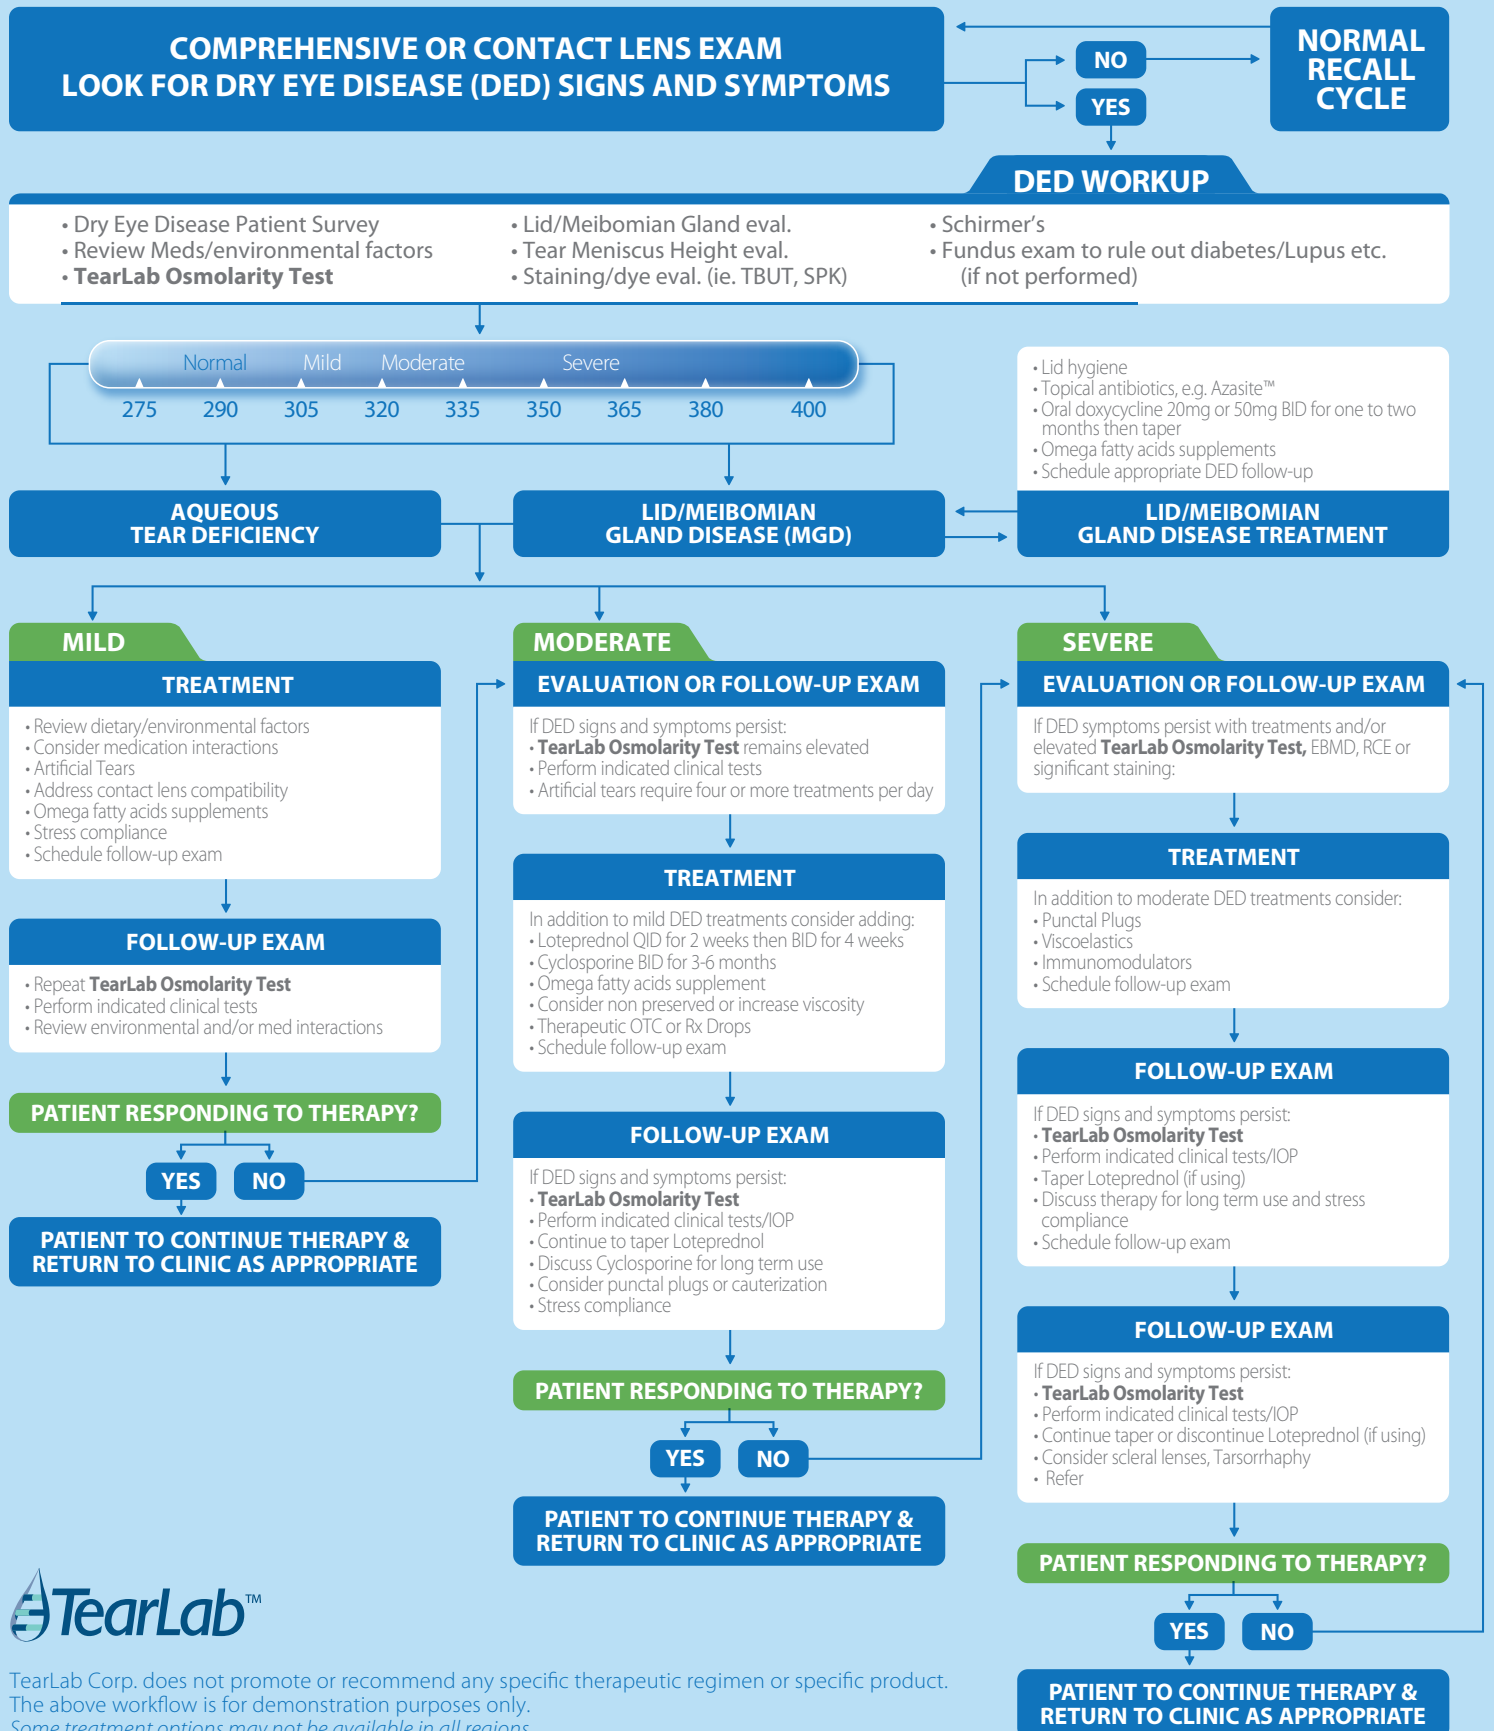 COMPREHENSIVE OR CONTACT LENS EXAM
LOOK FOR DRY EYE DISEASE (DED) SIGNS AND SYMPTOMS
NO
YES
NORMAL
RECALL
CYCLE
DED WORKUP
• Dry Eye Disease Patient Survey
• Review Meds/environmental factors
• TearLab Osmolarity Test
• Lid/Meibomian Gland eval.
• Tear Meniscus Height eval.
• Staining/dye eval. (ie. TBUT, SPK)
• Schirmer's
• Fundus exam to rule out diabetes/Lupus etc.
(if not performed)
Normal Mild Moderate Severe
275 290 305 320 335 350 365 380 400
• Lid hygiene
• Topical antibiotics, e.g. Azasite™
• Oral doxycycline 20mg or 50mg BID for one to two
months then taper
• Omega fatty acids supplements
• Schedule appropriate DED follow-up
AQUEOUS
TEAR DEFICIENCY
LID/MEIBOMIAN
GLAND DISEASE (MGD)
LID/MEIBOMIAN
GLAND DISEASE TREATMENT
MILD
TREATMENT
• Review dietary/environmental factors
• Consider medication interactions
• Artificial Tears
• Address contact lens compatibility
• Omega fatty acids supplements
• Stress compliance
• Schedule follow-up exam
FOLLOW-UP EXAM
• Repeat TearLab Osmolarity Test
• Perform indicated clinical tests
• Review environmental and/or med interactions
PATIENT RESPONDING TO THERAPY?
YES
NO
PATIENT TO CONTINUE THERAPY &
RETURN TO CLINIC AS APPROPRIATE
MODERATE
EVALUATION OR FOLLOW-UP EXAM
If DED signs and symptoms persist:
• TearLab Osmolarity Test remains elevated
• Perform indicated clinical tests
• Artificial tears require four or more treatments per day
TREATMENT
In addition to mild DED treatments consider adding:
• Loteprednol QID for 2 weeks then BID for 4 weeks
• Cyclosporine BID for 3-6 months
• Omega fatty acids supplement
• Consider non preserved or increase viscosity
• Therapeutic OTC or Rx Drops
• Schedule follow-up exam
FOLLOW-UP EXAM
If DED signs and symptoms persist:
• TearLab Osmolarity Test
• Perform indicated clinical tests/IOP
• Continue to taper Loteprednol
• Discuss Cyclosporine for long term use
• Consider punctal plugs or cauterization
• Stress compliance
PATIENT RESPONDING TO THERAPY?
YES
NO
PATIENT TO CONTINUE THERAPY &
RETURN TO CLINIC AS APPROPRIATE
SEVERE
EVALUATION OR FOLLOW-UP EXAM
If DED symptoms persist with treatments and/or
elevated TearLab Osmolarity Test, EBMD, RCE or
significant staining:
TREATMENT
In addition to moderate DED treatments consider:
• Punctal Plugs
• Viscoelastics
• Immunomodulators
• Schedule follow-up exam
FOLLOW-UP EXAM
If DED signs and symptoms persist:
• TearLab Osmolarity Test
• Perform indicated clinical tests/IOP
• Taper Loteprednol (if using)
• Discuss therapy for long term use and stress
compliance
• Schedule follow-up exam
FOLLOW-UP EXAM
If DED signs and symptoms persist:
• TearLab Osmolarity Test
• Perform indicated clinical tests/IOP
• Continue taper or discontinue Loteprednol (if using)
• Consider scleral lenses, Tarsorrhaphy
• Refer
PATIENT RESPONDING TO THERAPY?
YES
NO
PATIENT TO CONTINUE THERAPY &
RETURN TO CLINIC AS APPROPRIATE
TearLab™
TearLab Corp. does not promote or recommend any specific therapeutic regimen or specific product.
The above workflow is for demonstration purposes only.
Some treatment options may not be available in all regions